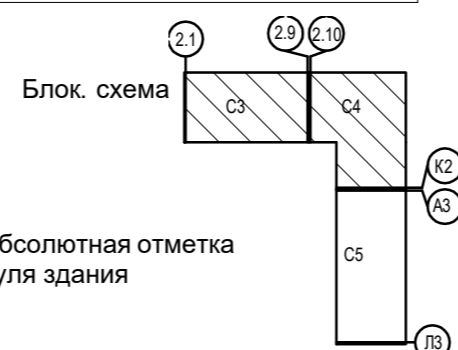 2.1 2.9 2.10
Блок. схема
С3 С4
К2
А3
бсолютная отметка
уля здания
С5
Л3